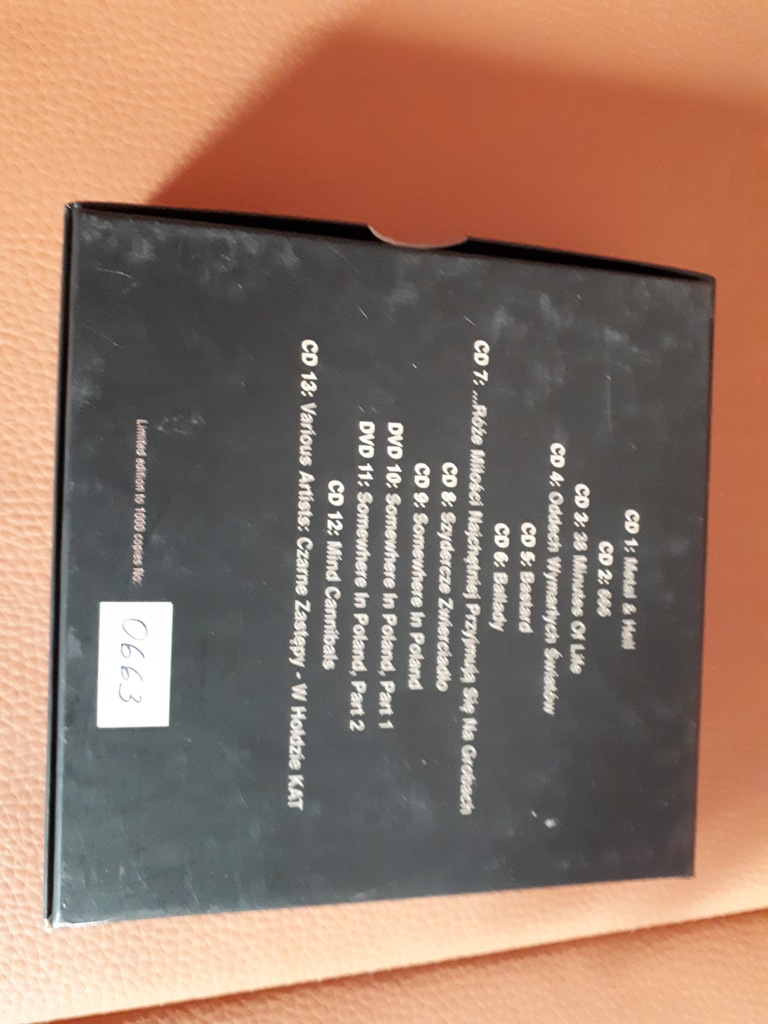 CD 1: Metal & Hell
CD 2: 666
CD 3: 38 Minutes Of Life
CD 4: Oddech Wymarłych Światów
CD 5: Bastard
CD 6: Ballady
CD 7: ...Róże Miłości Najchętniej Przyjmują Się Na Grobach
CD 8: Szydercze Zwierciadło
CD 9: Somewhere In Poland
DVD 10: Somewhere In Poland, Part 1
DVD 11: Somewhere In Poland, Part 2
CD 12: Mind Cannibals
CD 13: Various Artists: Czarne Zastępy - W Hołdzie KAT
Limited edition to 1000 copies No:
0663